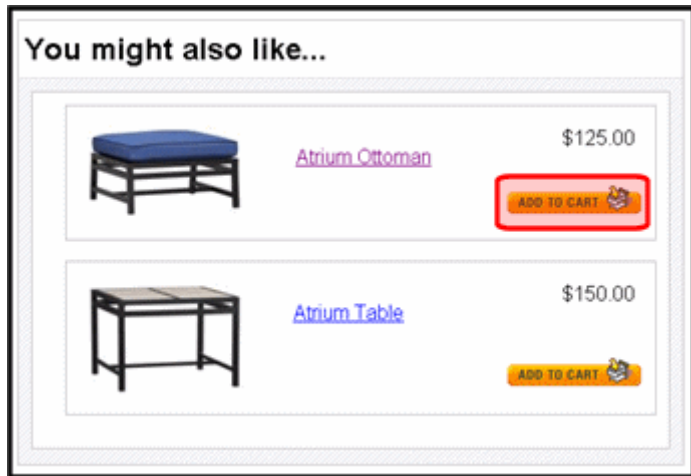 You might also like...
Atrium Ottoman
$125.00
ADD TO CART
Atrium Table
$150.00
ADD TO CART